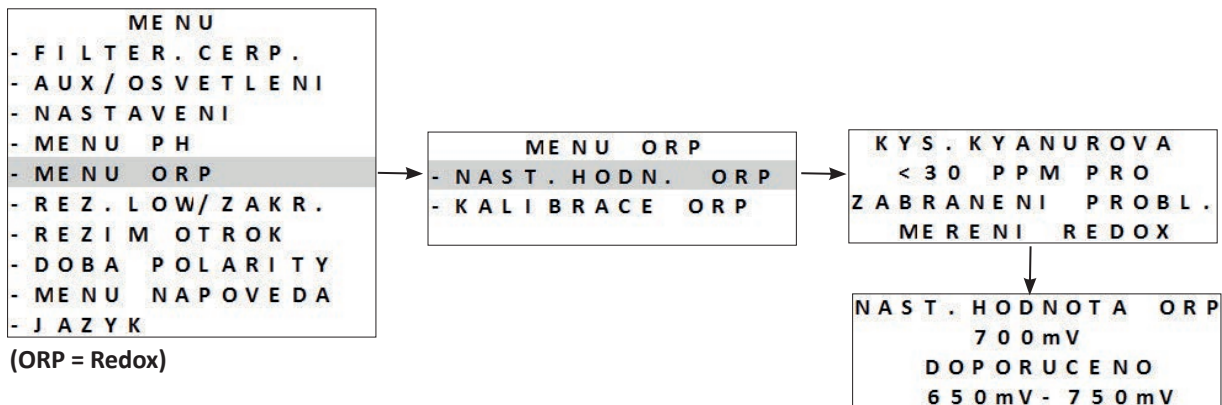 MENU
- FILTER.CERP.
- AUX/OSVETLENI
- NASTAVENI
- MENU PH
- MENU ORP
- REZ.LOW/ZAKR.
- REZIM OTROK
- DOBA POLARITY
- MENU NAPOVEDA
- JAZYK
(ORP = Redox)
MENU ORP
- NAST.HODN. ORP
- KALIBRACE ORP
KYS.KYANUROVA
<30 PPM PRO
ZABRANENI PROBL.
MERENI REDOX
NAST.HODNOTA ORP
700mV
DOPORUCENO
650mV-750mV